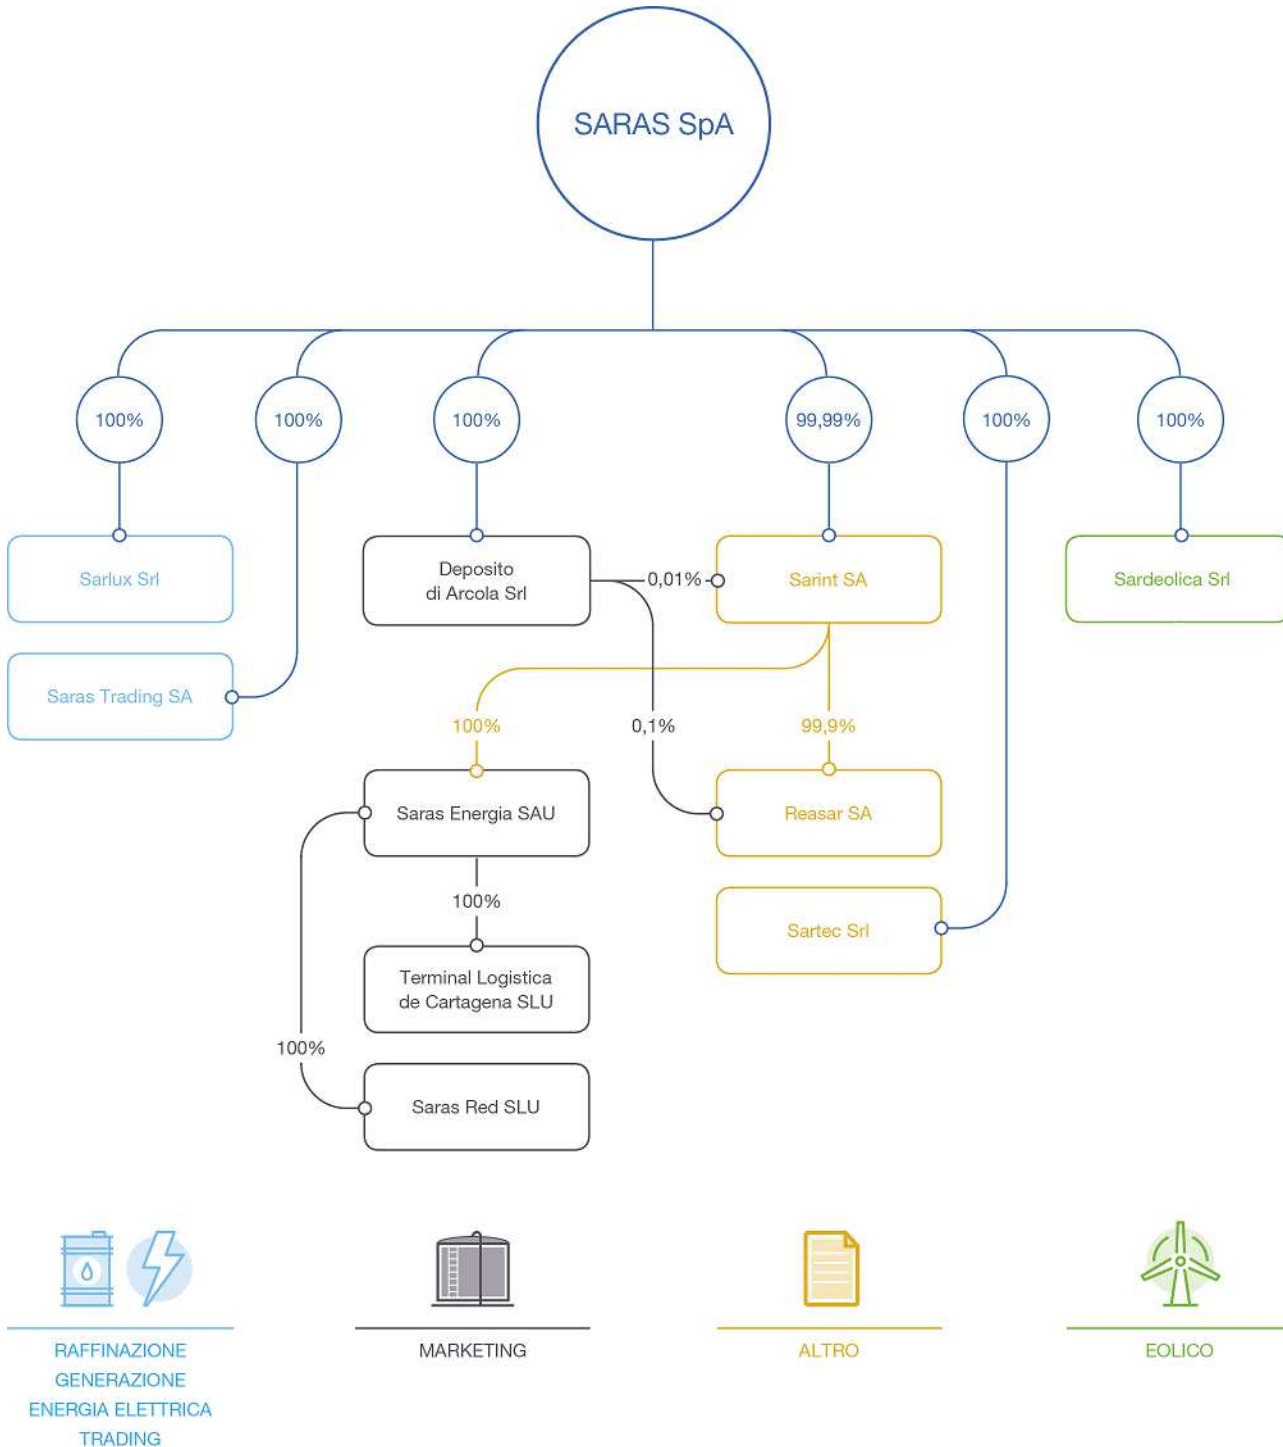 SARAS SpA
100%
100%
100%
99,99%
100%
100%
Sarlux Srl
Deposito
di Arcola Srl
0,01%
Sarint SA
Sardeolica Srl
Saras Trading SA
100%
0,1%
99,9%
Saras Energia SAU
Reasar SA
100%
Sartec Srl
Terminal Logistica
de Cartagena SLU
100%
Saras Red SLU
RAFFINAZIONE
GENERAZIONE
ENERGIA ELETTRICA
TRADING
MARKETING
ALTRO
EOLICO